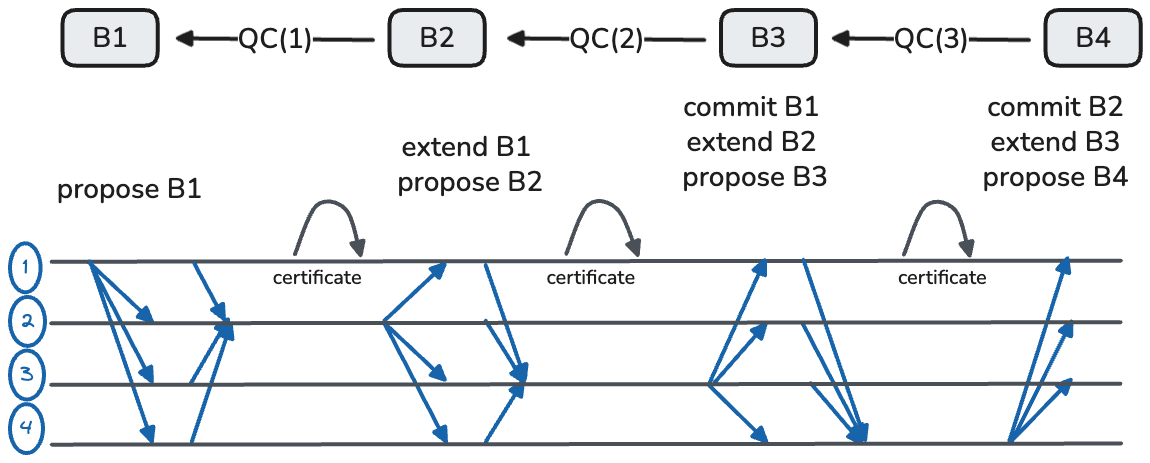 B1
QC(1)
B2
QC(2)
B3
QC(3)
B4
propose B1
extend B1
propose B2
commit B1
extend B2
propose B3
commit B2
extend B3
propose B4
1
certificate
certificate
certificate
2
3
4